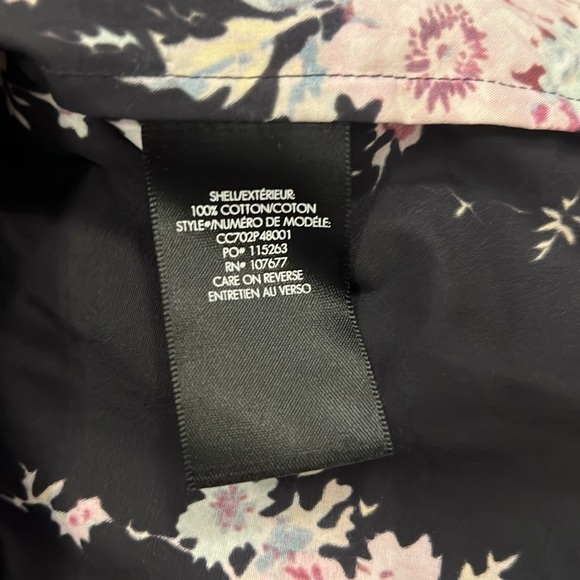 SHELL/EXTÉRIEUR:
100% COTTON/COTON
STYLE#/NUMÉRO DE MODÉLE:
CC702P48001
PO# 115263
RN# 107677
CARE ON REVERSE
ENTRETIEN AU VERSO